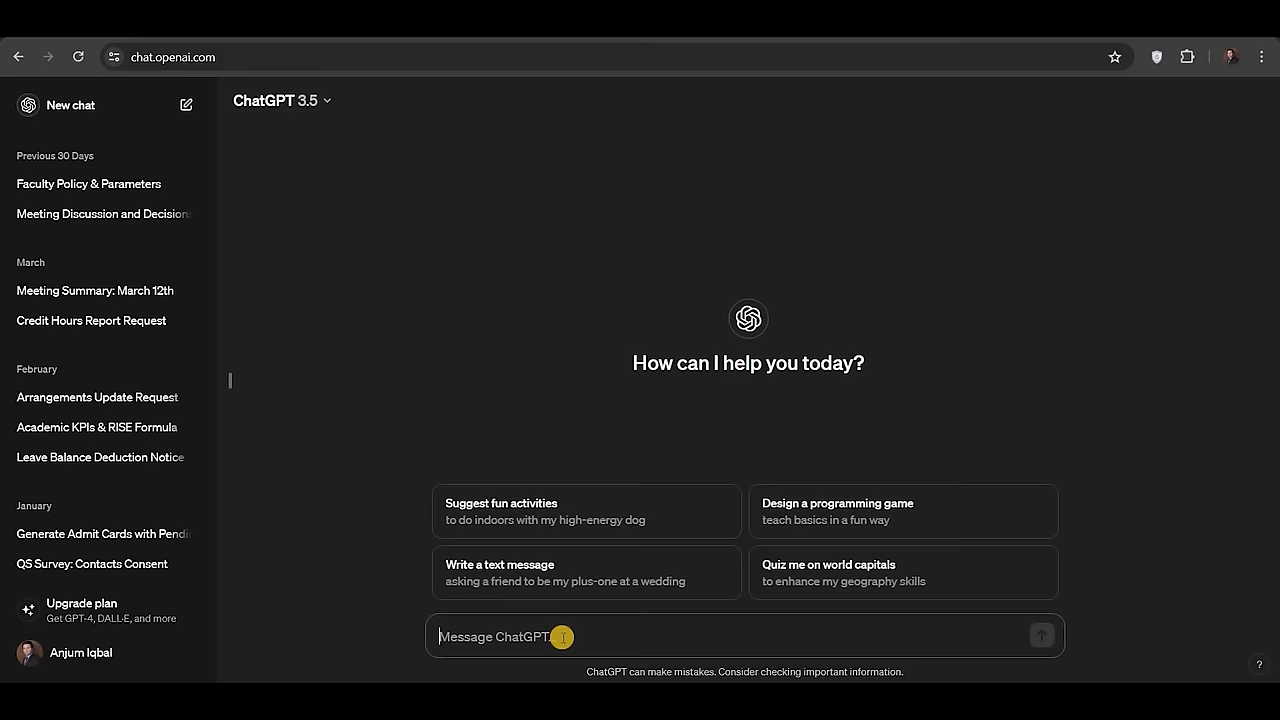 chat.openai.com
New chat
ChatGPT 3.5
Previous 30 Days
Faculty Policy & Parameters
Meeting Discussion and Decision
March
Meeting Summary: March 12th
Credit Hours Report Request
February
Arrangements Update Request
Academic KPIs & RISE Formula
Leave Balance Deduction Notice
January
Generate Admit Cards with Pendi
QS Survey: Contacts Consent
Upgrade plan
Get GPT-4, DALL·E, and more
Anjum Iqbal
How can I help you today?
Suggest fun activities
to do indoors with my high-energy dog
Design a programming game
teach basics in a fun way
Write a text message
asking a friend to be my plus-one at a wedding
Quiz me on world capitals
to enhance my geography skills
Message ChatGPT...
ChatGPT can make mistakes. Consider checking important information.
?